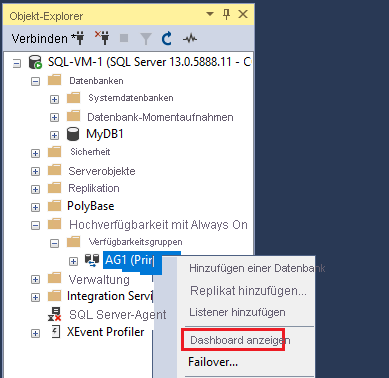 Objekt-Explorer
Verbinden
SQL-VM-1 (SQL Server 13.0.5888.11 - C
Datenbanken
Systemdatenbanken
Datenbank-Momentaufnahmen
MyDB1
Sicherheit
Serverobjekte
Replikation
PolyBase
Hochverfügbarkeit mit Always On
Verfügbarkeitsgruppen
AG1 (Prir
Hinzufügen einer Datenbank
Verwaltung
Replikat hinzufügen...
Integration Servi
Listener hinzufügen
SQL Server-Agent
XEvent Profiler
Dashboard anzeigen
Failover...